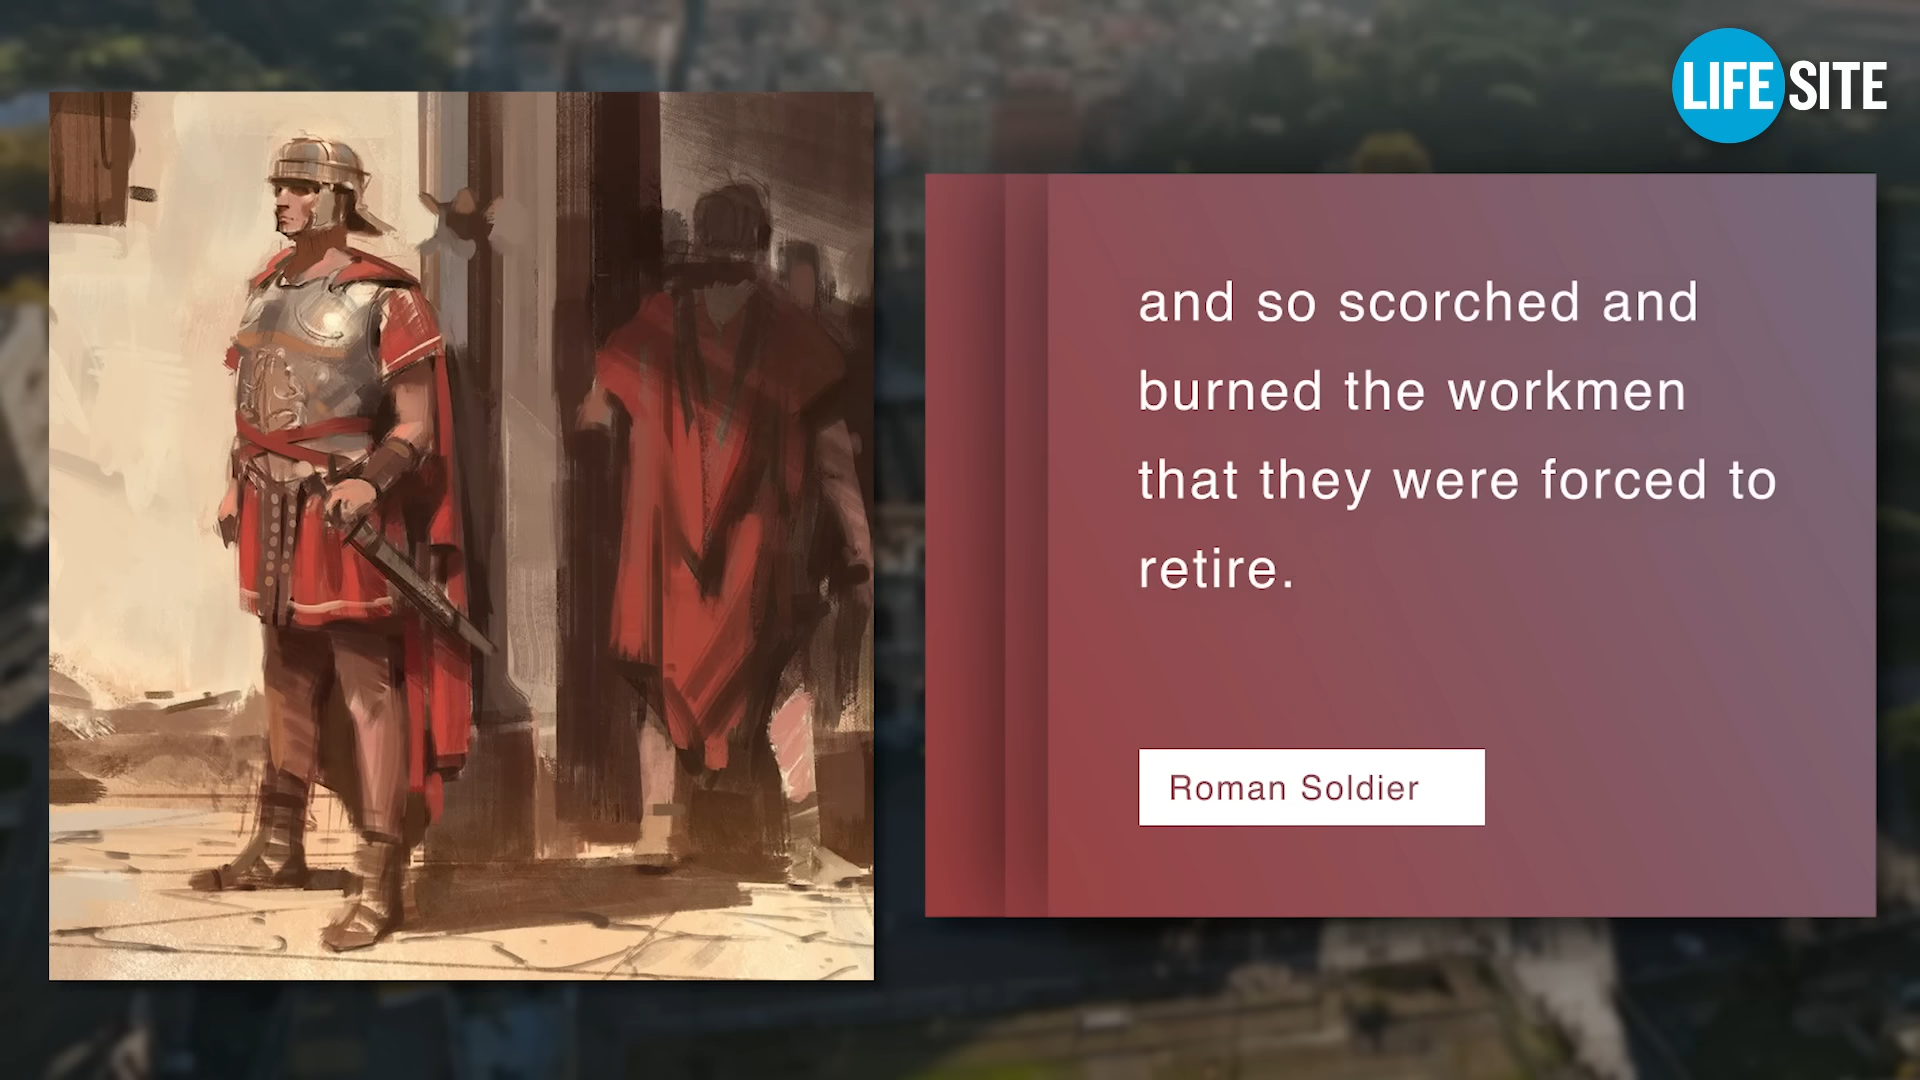 LIFE SITE
and so scorched and
burned the workmen
that they were forced to
retire.
Roman Soldier